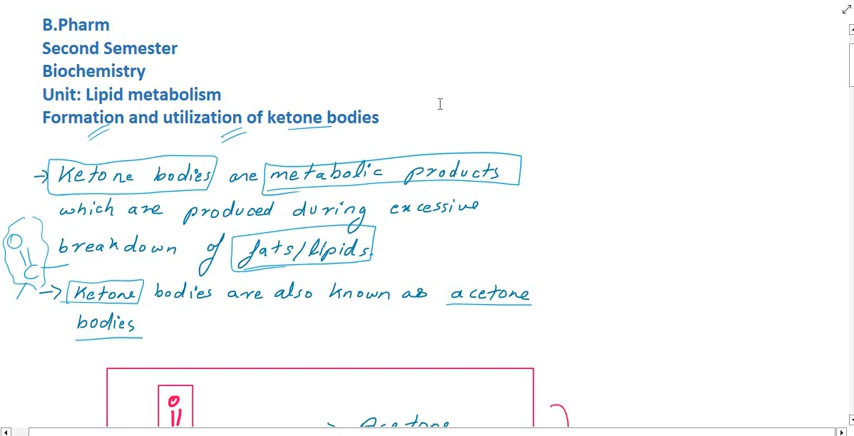 B.Pharm
Second Semester
Biochemistry
Unit: Lipid metabolism
Formation and utilization of ketone bodies
→ Ketone bodies are metabolic products
which are produced during excessive
breakdown of fats/lipids.
O
C
→ Ketone bodies are also known as acetone
bodies
O
→ Acetone